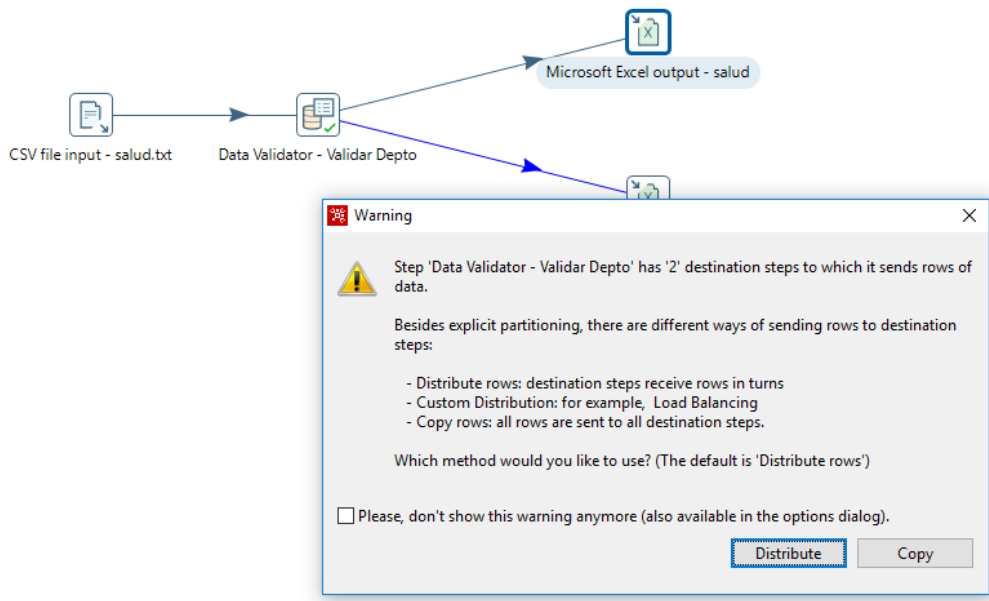 Microsoft Excel output - salud
CSV file input - salud.txt
Data Validator - Validar Depto
Warning
Step 'Data Validator - Validar Depto' has '2' destination steps to which it sends rows of
data.
Besides explicit partitioning, there are different ways of sending rows to destination
steps:
- Distribute rows: destination steps receive rows in turns
- Custom Distribution: for example,  Load Balancing
- Copy rows: all rows are sent to all destination steps.
Which method would you like to use? (The default is 'Distribute rows')
Please, don't show this warning anymore (also available in the options dialog).
Distribute
Copy